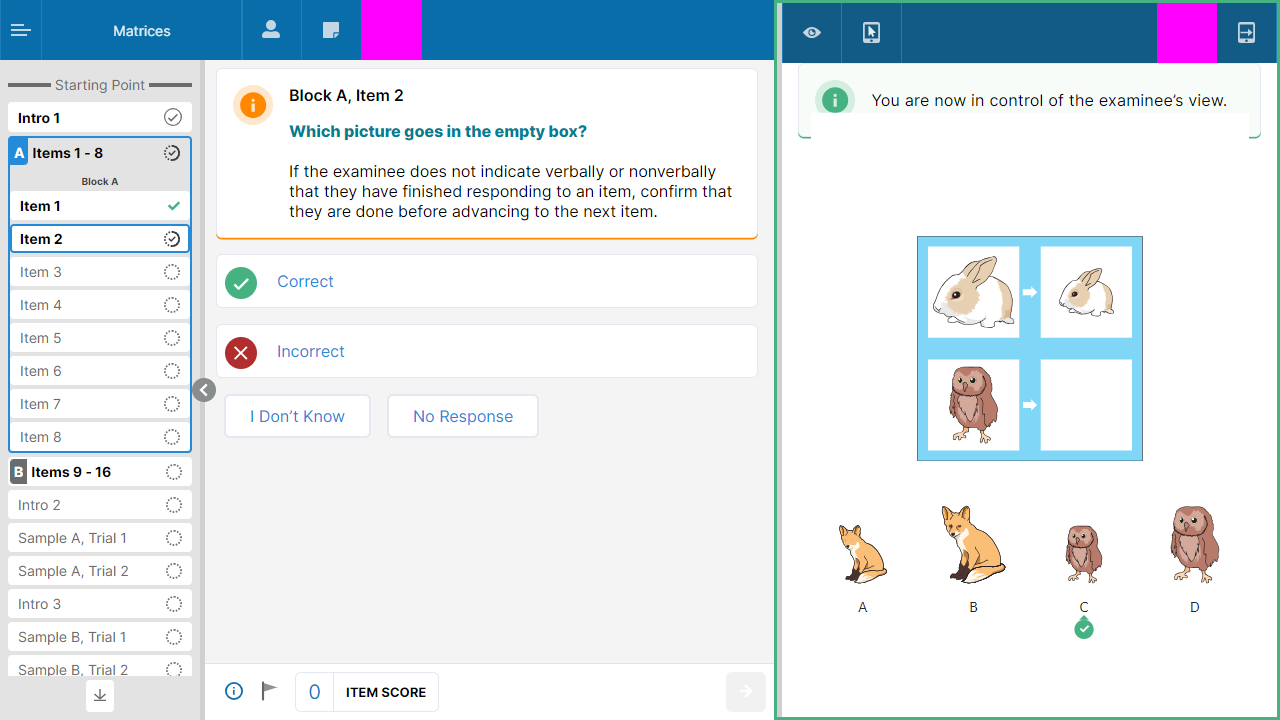 Matrices
Starting Point
Intro 1
A Items 1 - 8
Block A
Item 1
Item 2
Item 3
Item 4
Item 5
Item 6
Item 7
Item 8
B Items 9 - 16
Intro 2
Sample A, Trial 1
Sample A, Trial 2
Intro 3
Sample B, Trial 1
Sample B, Trial 2
Block A, Item 2
Which picture goes in the empty box?
If the examinee does not indicate verbally or nonverbally
that they have finished responding to an item, confirm that
they are done before advancing to the next item.
Correct
Incorrect
I Don’t Know
No Response
0 ITEM SCORE
You are now in control of the examinee’s view.
A B C D